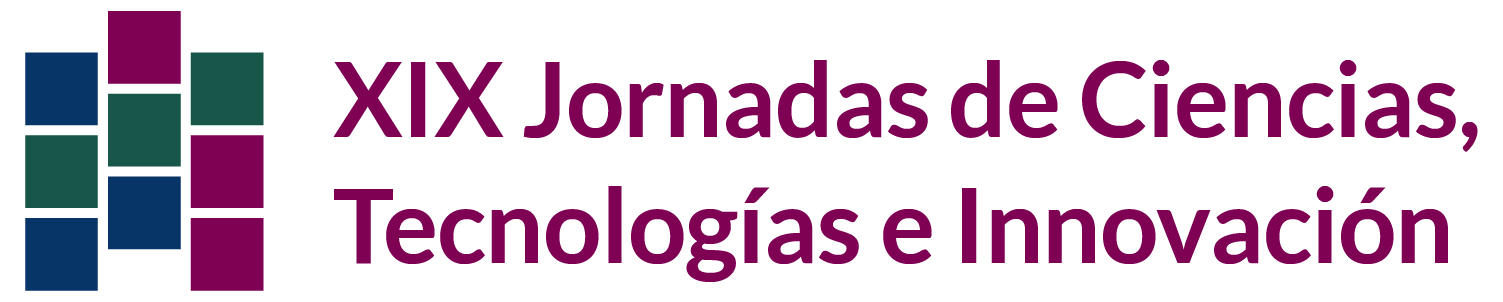 XIX Jornadas de Ciencias,
Tecnologías e Innovación